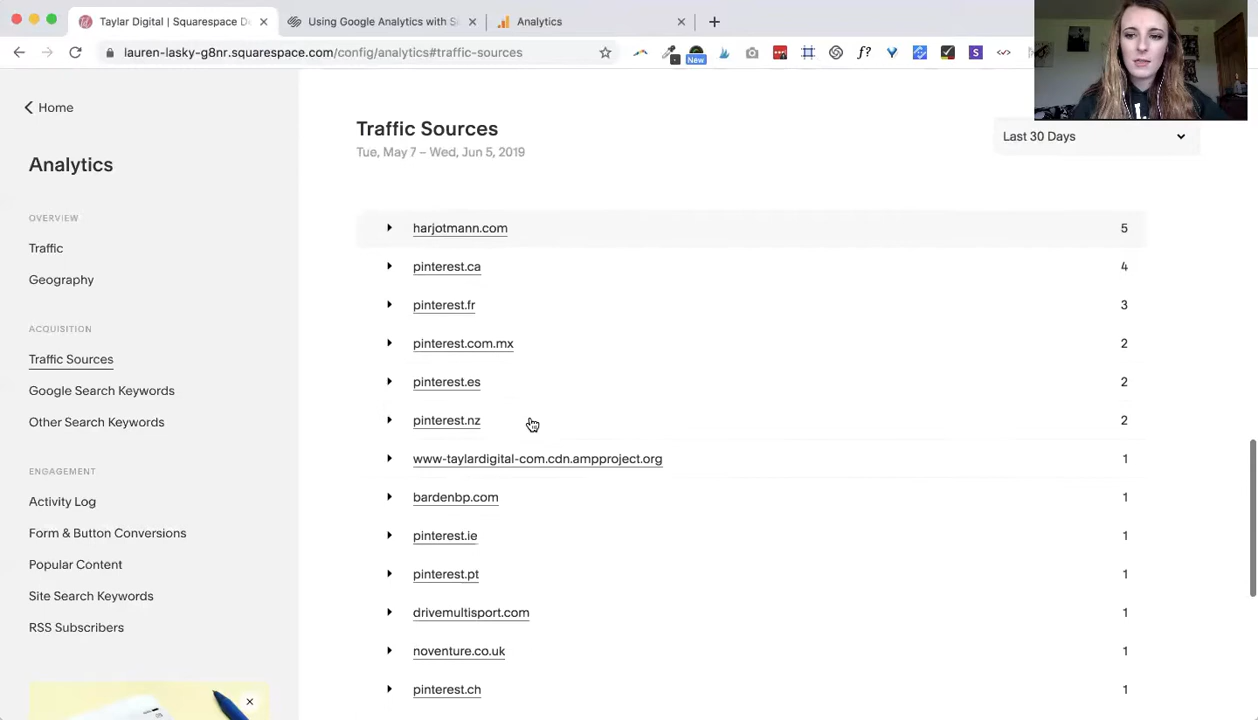 Taylar Digital | Squarespace De
Using Google Analytics with S
Analytics
lauren-lasky-g8nr.squarespace.com/config/analytics#traffic-sources
New
f?
S
Home
Analytics
OVERVIEW
Traffic
Geography
ACQUISITION
Traffic Sources
Google Search Keywords
Other Search Keywords
ENGAGEMENT
Activity Log
Form & Button Conversions
Popular Content
Site Search Keywords
RSS Subscribers
Traffic Sources
Tue, May 7 – Wed, Jun 5, 2019
Last 30 Days
harjotmann.com 5
pinterest.ca 4
pinterest.fr 3
pinterest.com.mx 2
pinterest.es 2
pinterest.nz 2
www-taylardigital-com.cdn.ampproject.org 1
bardenbp.com 1
pinterest.ie 1
pinterest.pt 1
drivemultisport.com 1
noventure.co.uk 1
pinterest.ch 1